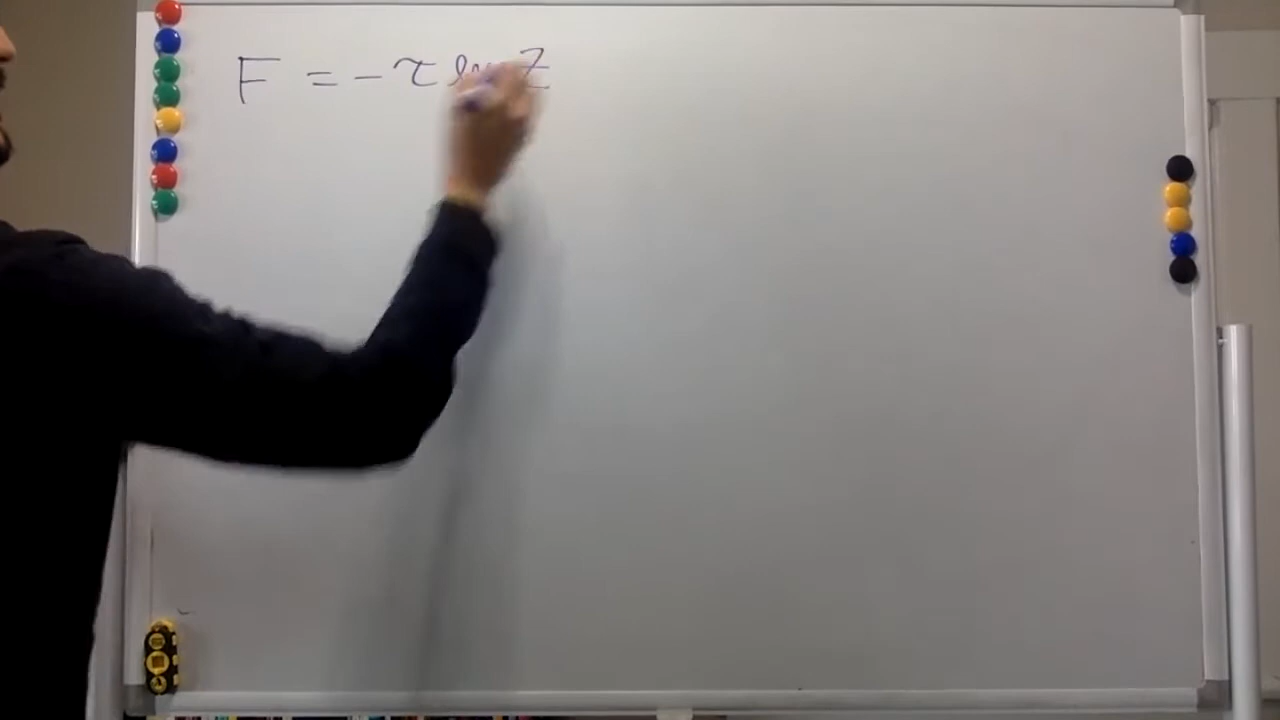 F = - τ ln Z